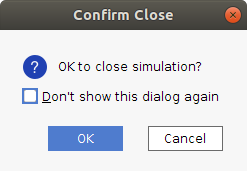 Confirm Close
? OK to close simulation?
Don't show this dialog again
OK Cancel